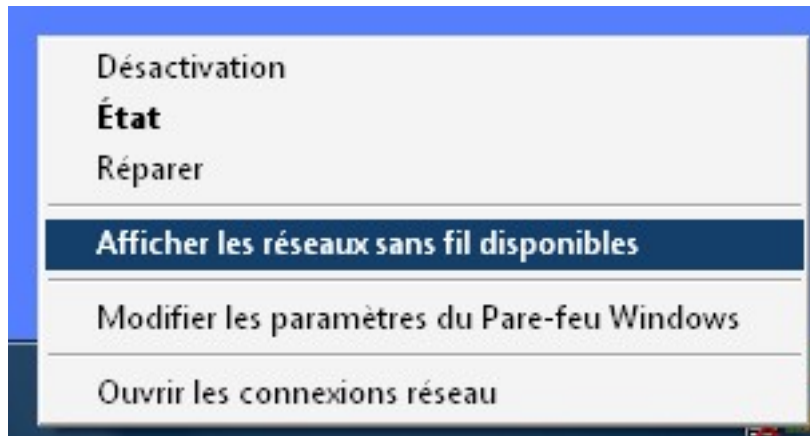 Désactivation
État
Réparer
Afficher les réseaux sans fil disponibles
Modifier les paramètres du Pare-feu Windows
Ouvrir les connexions réseau